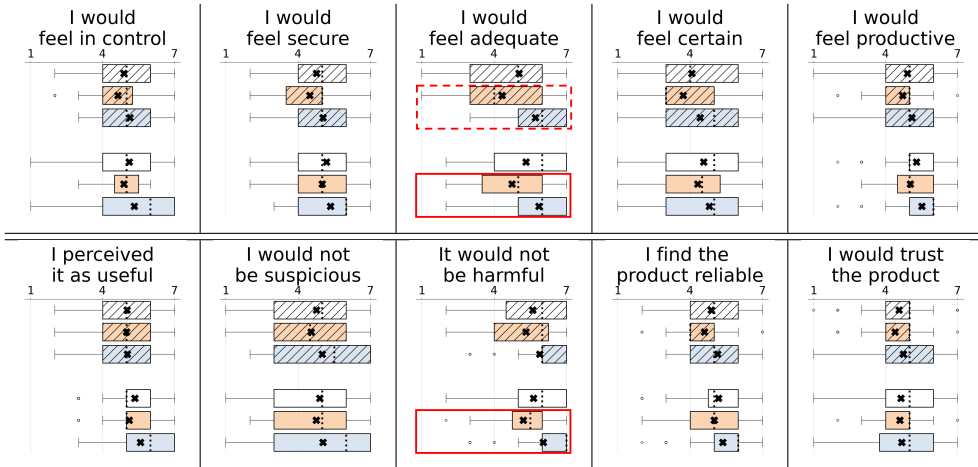 I would
feel in control
1 4 7
I would
feel secure
1 4 7
I would
feel adequate
1 4 7
I would
feel certain
1 4 7
I would
feel productive
1 4 7
I perceived
it as useful
1 4 7
I would not
be suspicious
1 4 7
It would not
be harmful
1 4 7
I find the
product reliable
1 4 7
I would trust
the product
1 4 7